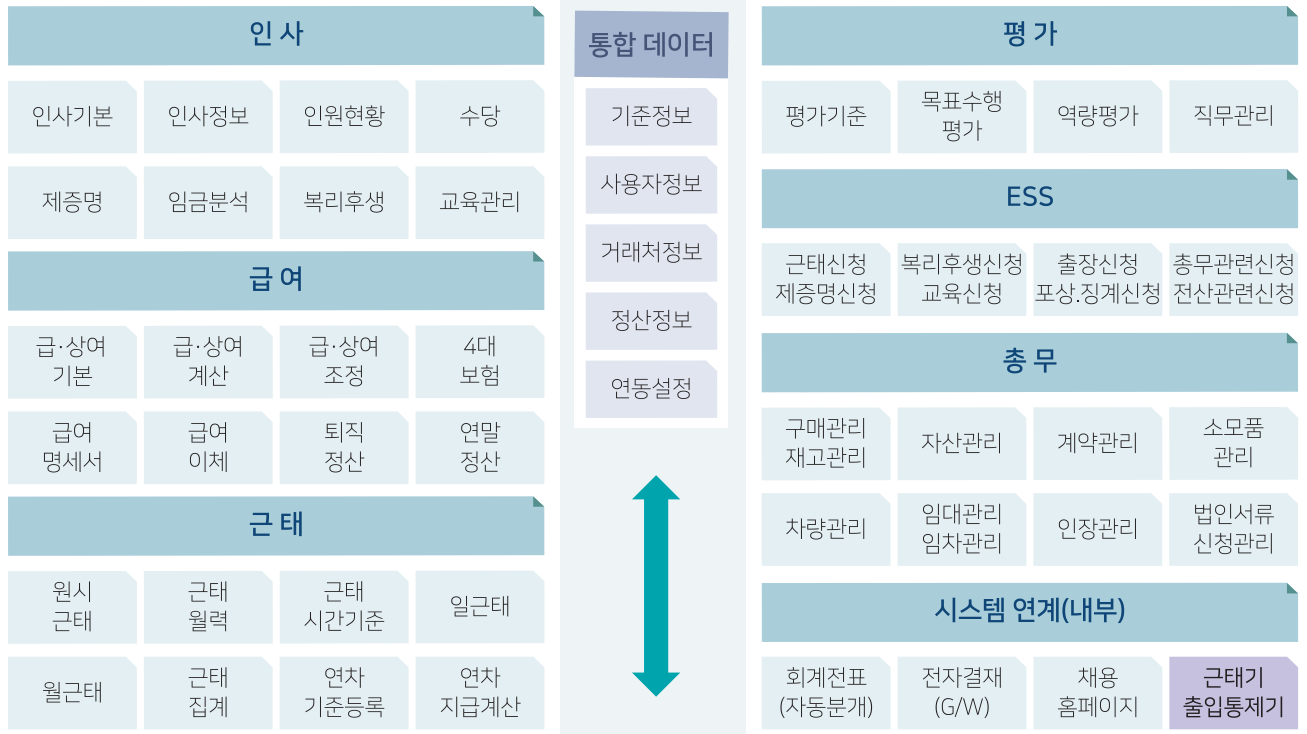 인 사
인사기본
인사정보
인원현황
수당
제증명
임금분석
복리후생
교육관리
급 여
급·상여
기본
급·상여
계산
급·상여
조정
4대
보험
급여
명세서
급여
이체
퇴직
정산
연말
정산
근 태
원시
근태
근태
월력
근태
시간기준
일근태
월근태
근태
집계
연차
기준등록
연차
지급계산
통합 데이터
기준정보
사용자정보
거래처정보
정산정보
연동설정
평 가
평가기준
목표수행
평가
역량평가
직무관리
ESS
근태신청
제증명신청
복리후생신청
교육신청
출장신청
포상.징계신청
총무관련신청
전산관련신청
총 무
구매관리
재고관리
자산관리
계약관리
소모품
관리
차량관리
임대관리
임차관리
인장관리
법인서류
신청관리
시스템 연계(내부)
회계전표
(자동분개)
전자결재
(G/W)
채용
홈페이지
근태기
출입통제기